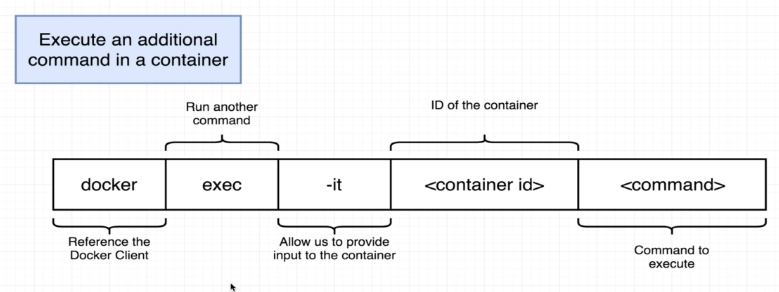 Execute an additional
command in a container
Run another
command
ID of the container
docker
exec
-it
<container id>
<command>
Reference the
Docker Client
Allow us to provide
input to the container
Command to
execute